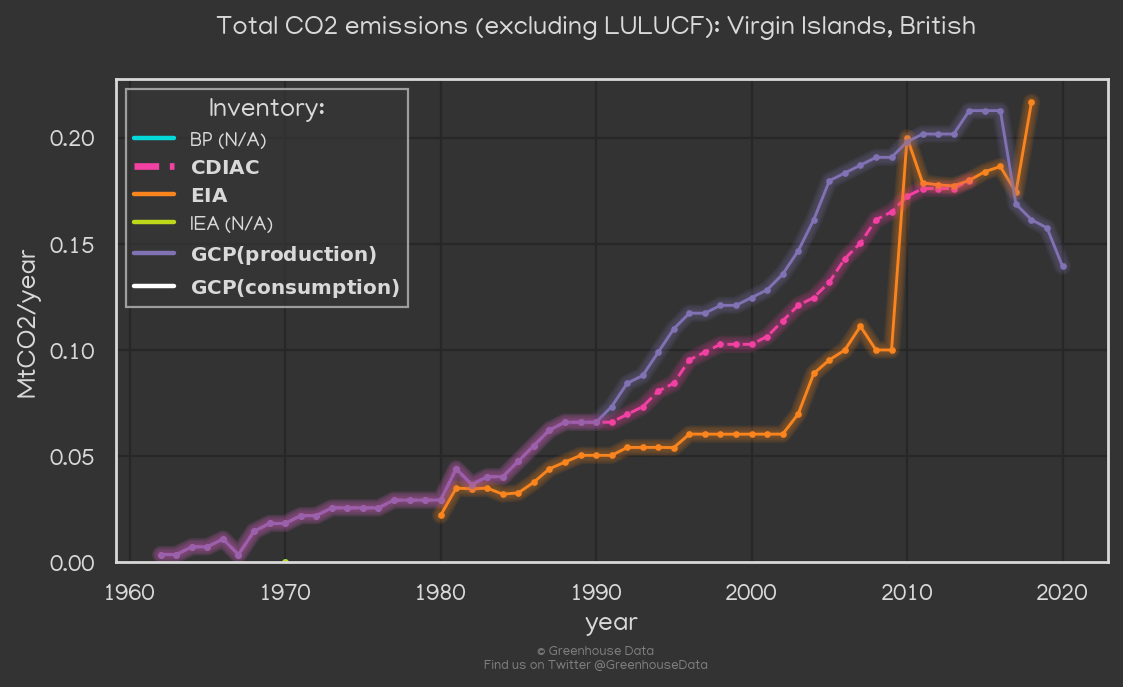 Total CO2 emissions (excluding LULUCF): Virgin Islands, British
Inventory:
BP (N/A)
CDIAC
EIA
IEA (N/A)
GCP(production)
GCP(consumption)
MtCO2/year
0.20
0.15
0.10
0.05
0.00
1960 1970 1980 1990 2000 2010 2020
year
© Greenhouse Data
Find us on Twitter @GreenhouseData